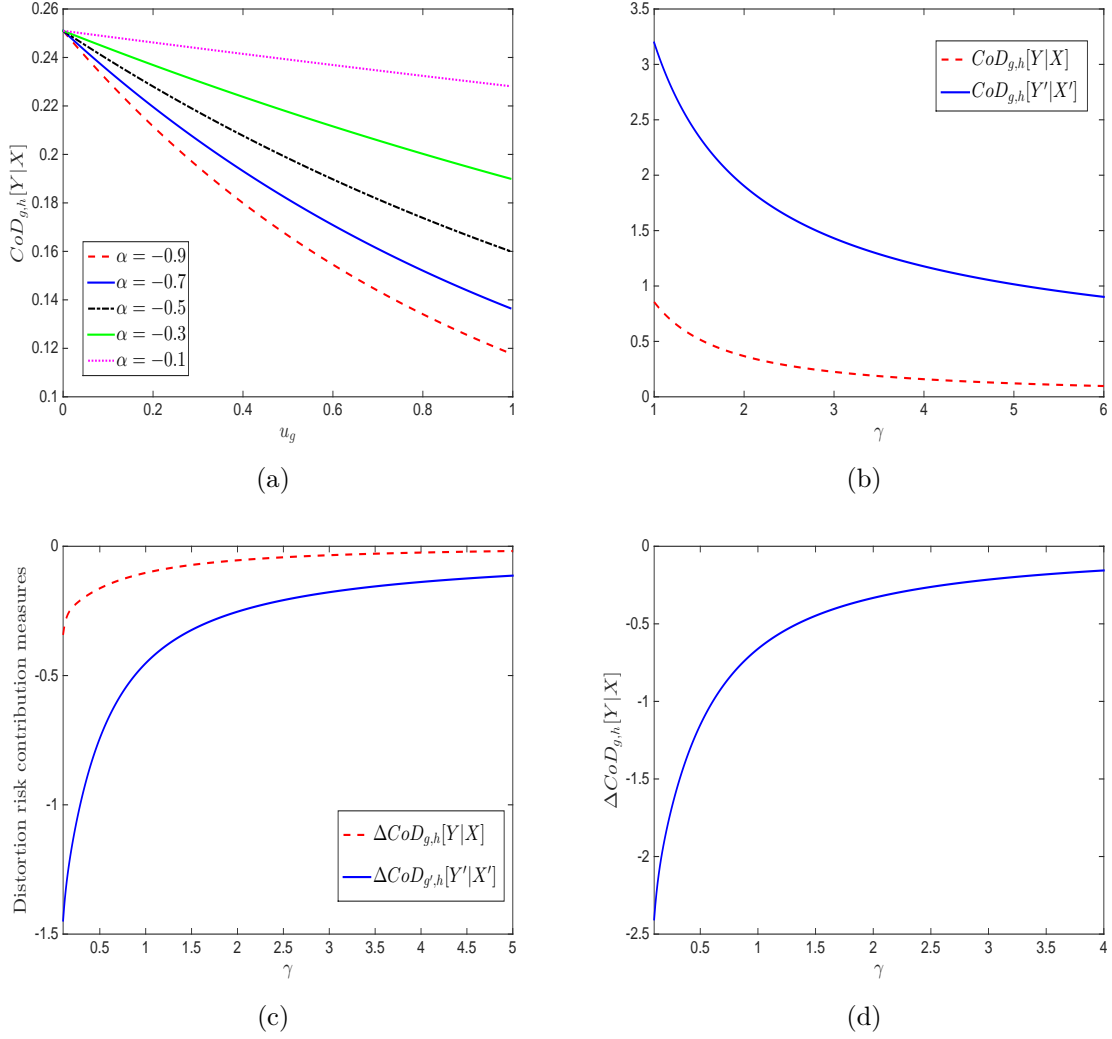 0.26
0.24
0.22
0.2
0.18
0.16
0.14
0.12
0.1
CoD_{g,h}[Y|X]
α = −0.9
α = −0.7
α = −0.5
α = −0.3
α = −0.1
0 0.2 0.4 0.6 0.8 1
u_g
(a)
3.5
3
2.5
2
1.5
1
0.5
0
CoD_{g,h}[Y|X]
CoD_{g,h}[Y′|X′]
1 2 3 4 5 6
γ
(b)
0
-0.5
-1
-1.5
Distortion risk contribution measures
ΔCoD_{g,h}[Y|X]
ΔCoD_{g′,h}[Y′|X′]
0.5 1 1.5 2 2.5 3 3.5 4 4.5 5
γ
(c)
0
-0.5
-1
-1.5
-2
-2.5
ΔCoD_{g,h}[Y|X]
0.5 1 1.5 2 2.5 3 3.5 4
γ
(d)